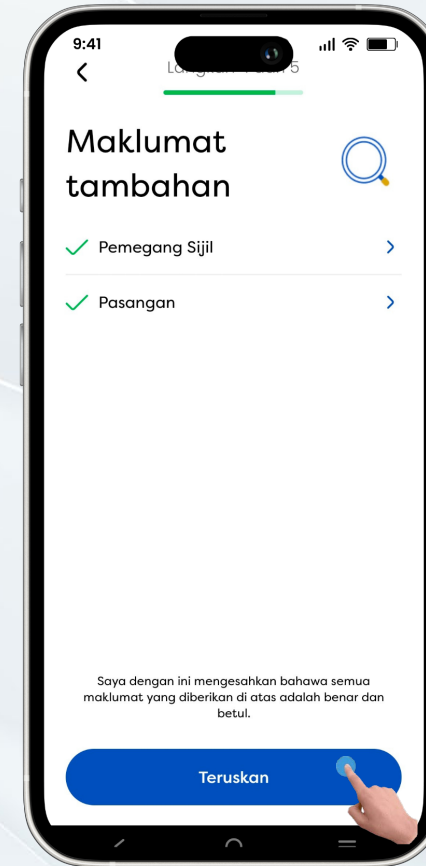 9:41
5
Maklumat
tambahan
Pemegang Sijil
Pasangan
Saya dengan ini mengesahkan bahawa semua
maklumat yang diberikan di atas adalah benar dan
betul.
Teruskan